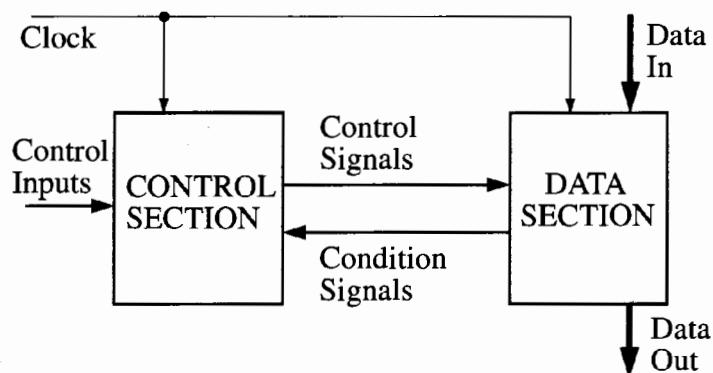 Clock
Data
In
Control
Inputs
CONTROL
SECTION
Control
Signals
DATA
SECTION
Condition
Signals
Data
Out